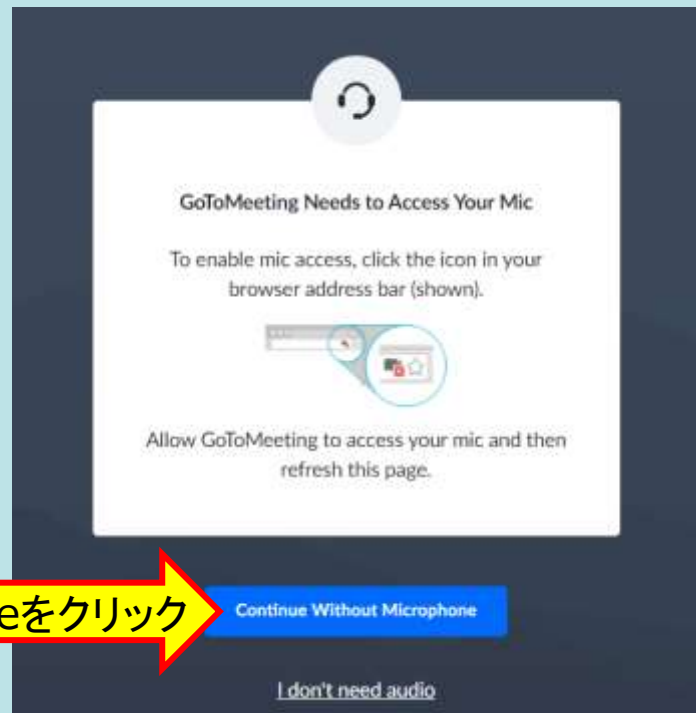 GoToMeeting Needs to Access Your Mic
To enable mic access, click the icon in your
browser address bar (shown).
Allow GoToMeeting to access your mic and then
refresh this page.
eをクリック
Continue Without Microphone
I don't need audio